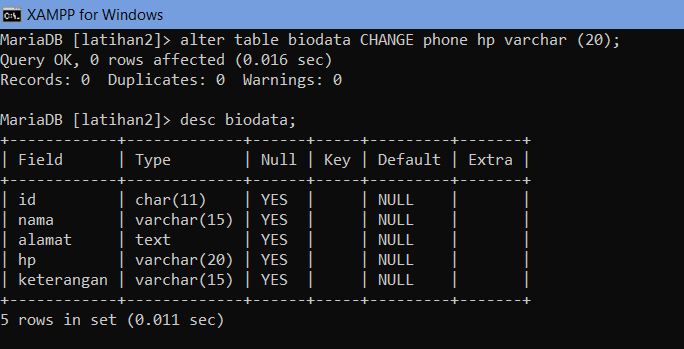 XAMPP for Windows
MariaDB [latihan2]> alter table biodata CHANGE phone hp varchar (20);
Query OK, 0 rows affected (0.016 sec)
Records: 0  Duplicates: 0  Warnings: 0
MariaDB [latihan2]> desc biodata;
+------------+-------------+------+-----+---------+-------+
| Field      | Type        | Null | Key | Default | Extra |
+------------+-------------+------+-----+---------+-------+
| id         | char(11)    | YES  |     | NULL    |       |
| nama       | varchar(15) | YES  |     | NULL    |       |
| alamat     | text        | YES  |     | NULL    |       |
| hp         | varchar(20) | YES  |     | NULL    |       |
| keterangan | varchar(15) | YES  |     | NULL    |       |
+------------+-------------+------+-----+---------+-------+
5 rows in set (0.011 sec)